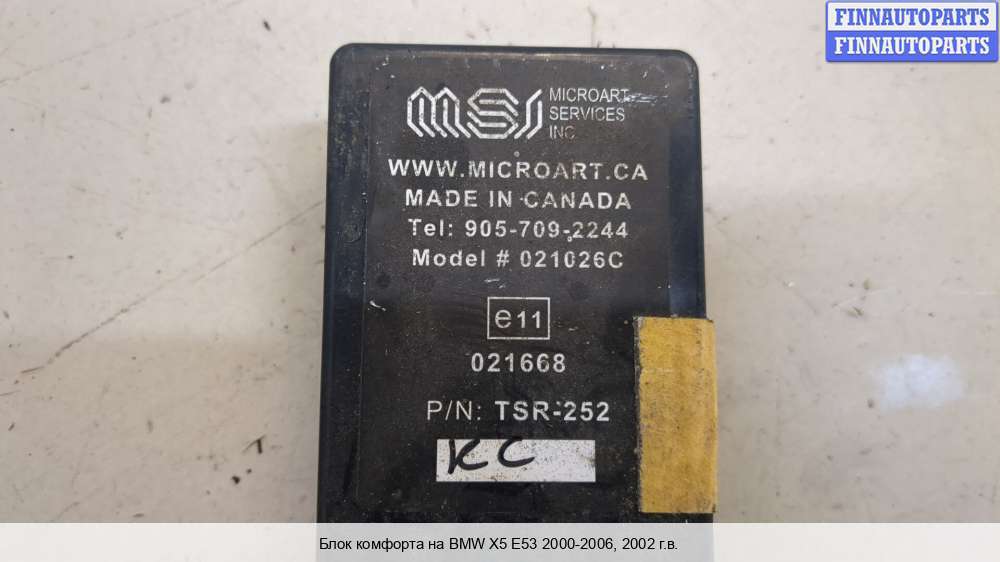 FINNAUTOPARTS
FINNAUTOPARTS
MSI
MICROART
SERVICES
INC.
WWW.MICROART.CA
MADE IN CANADA
Tel: 905-709-2244
Model # 021026C
e11
021668
P/N: TSR-252
KC
Блок комфорта на BMW X5 E53 2000-2006, 2002 г.в.